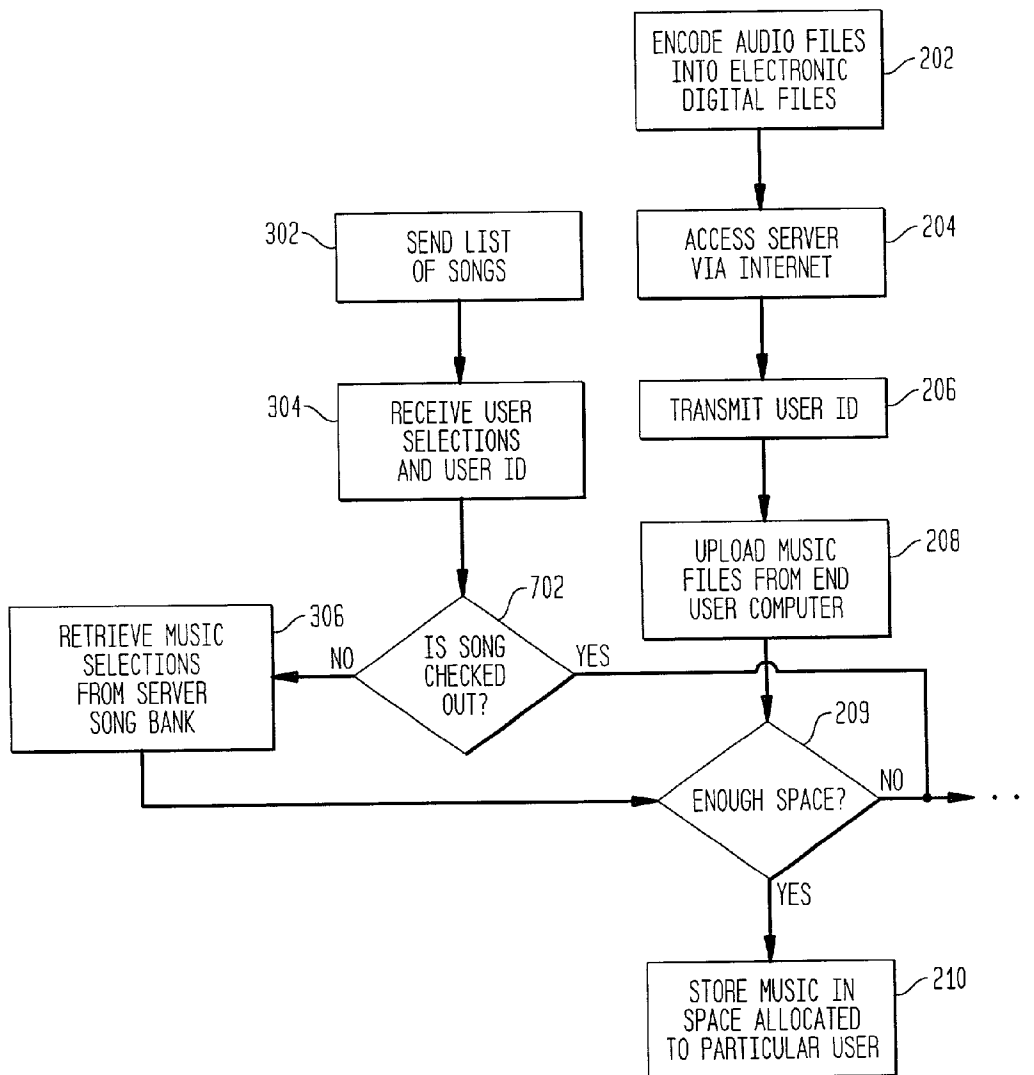 ENCODE AUDIO FILES
INTO ELECTRONIC
DIGITAL FILES
202
302
SEND LIST
OF SONGS
ACCESS SERVER
VIA INTERNET
204
304
RECEIVE USER
SELECTIONS
AND USER ID
TRANSMIT USER ID
206
UPLOAD MUSIC
FILES FROM END
USER COMPUTER
208
306
RETRIEVE MUSIC
SELECTIONS
FROM SERVER
SONG BANK
NO
702
IS SONG
CHECKED
OUT?
YES
209
ENOUGH SPACE?
NO
YES
STORE MUSIC IN
SPACE ALLOCATED
TO PARTICULAR USER
210